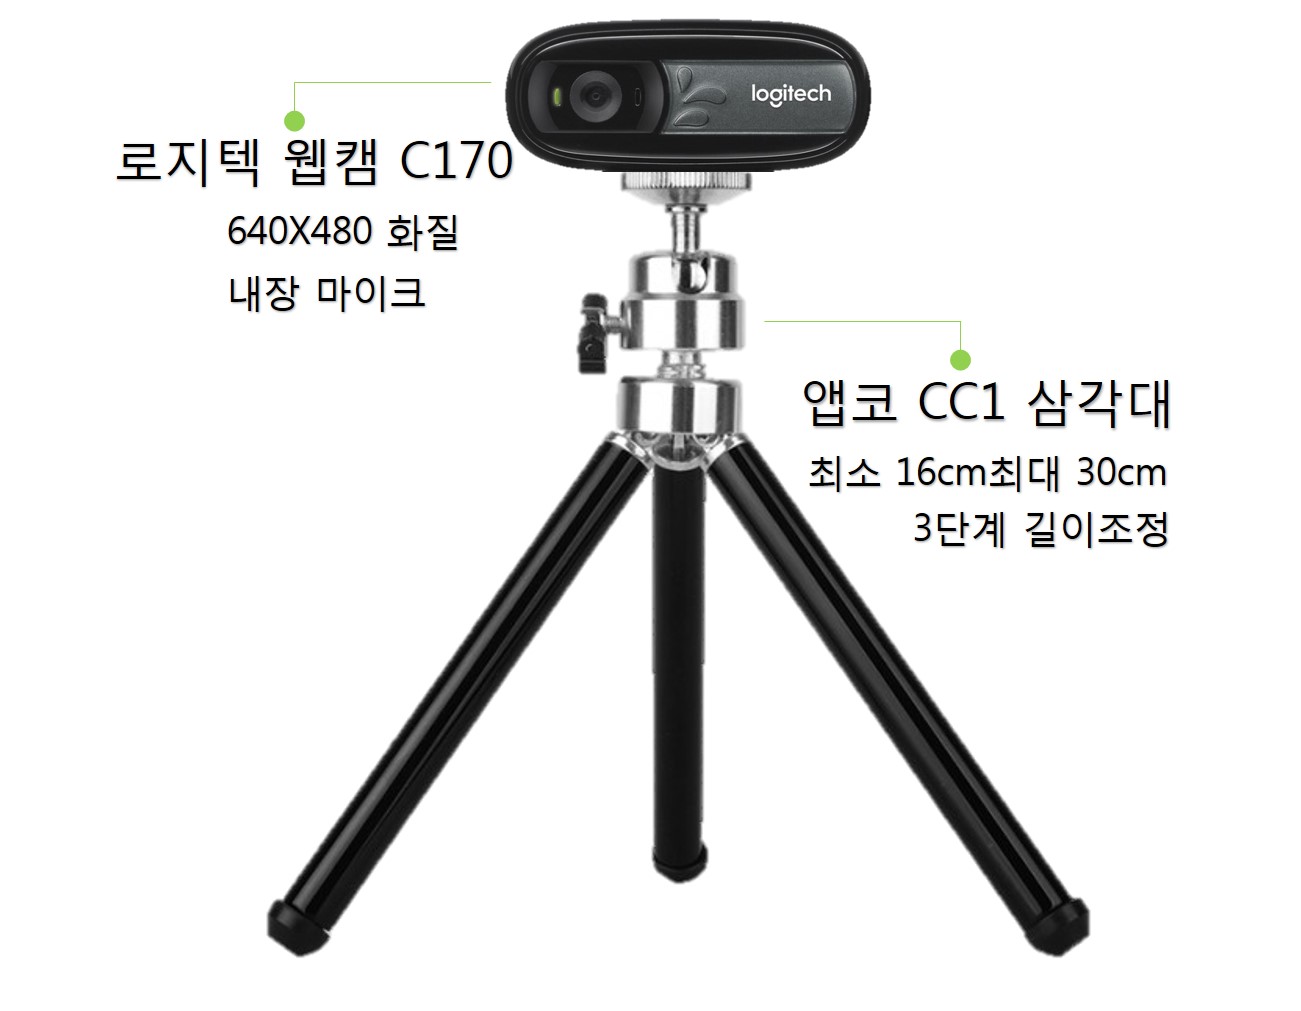 logitech
로지텍 웹캠 C170
640X480 화질
내장 마이크
앱코 CC1 삼각대
최소 16cm최대 30cm
3단계 길이조정